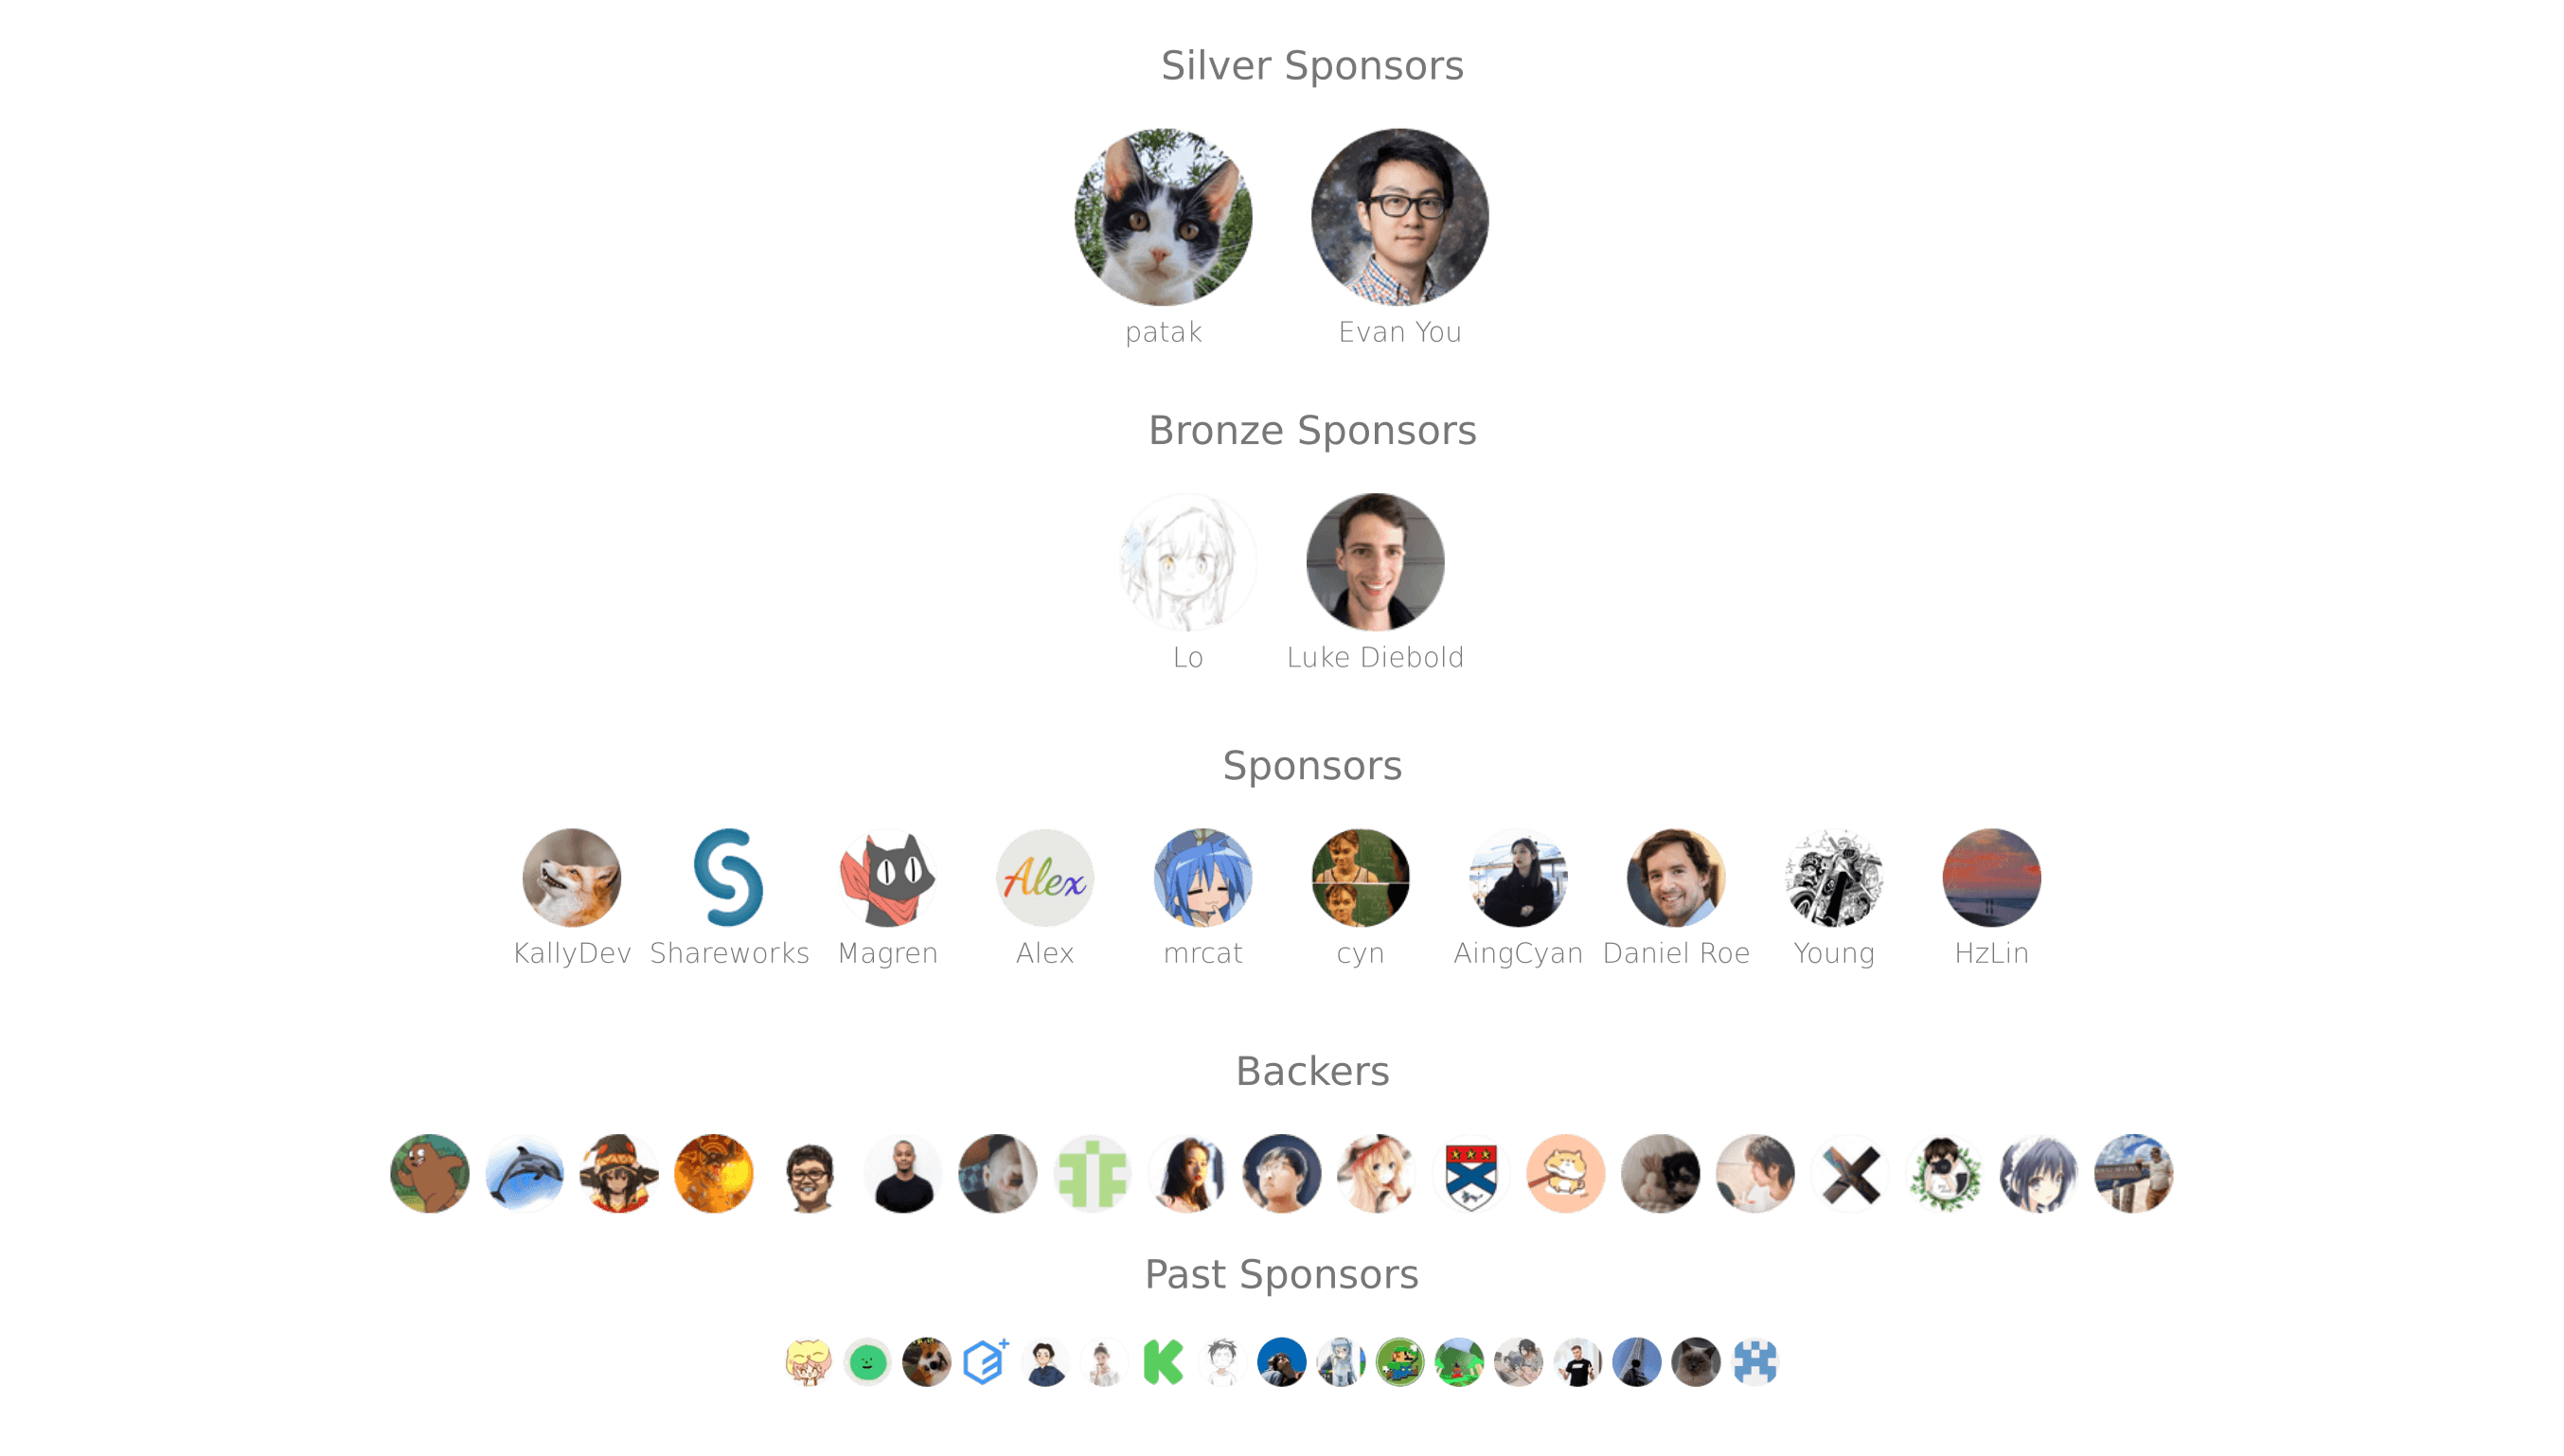 Silver Sponsors
patak Evan You
Bronze Sponsors
Lo Luke Diebold
Sponsors
Alex
KallyDev Shareworks Magren Alex mrcat cyn AingCyan Daniel Roe Young HzLin
Backers
Past Sponsors